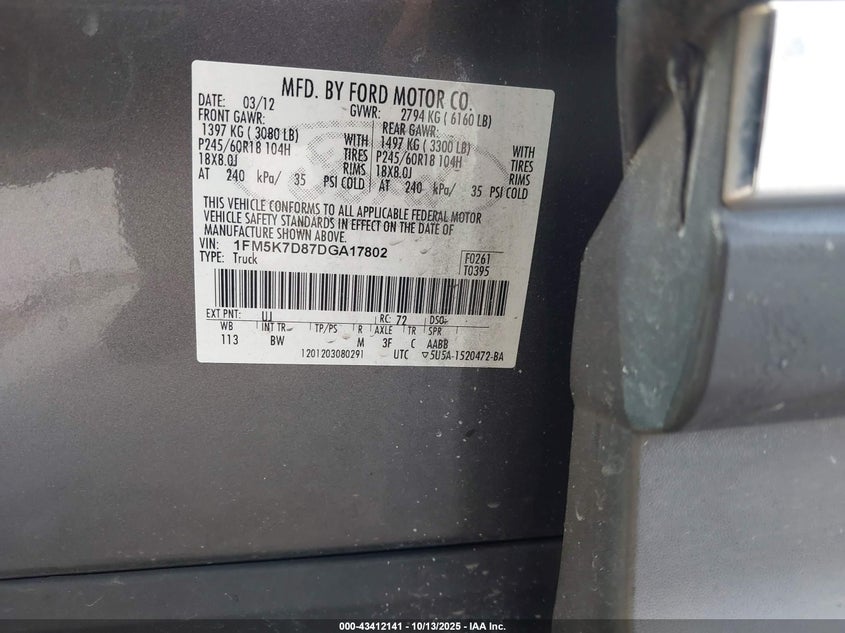 MFD. BY FORD MOTOR CO.
DATE: 03/12 GVWR: 2794 KG ( 6160 LB)
FRONT GAWR: REAR GAWR:
1397 KG ( 3080 LB) WITH 1497 KG ( 3300 LB) WITH
P245/60R18 104H TIRES P245/60R18 104H TIRES
18X8.0J RIMS 18X8.0J RIMS
AT 240 kPa/ 35 PSI COLD AT 240 kPa/ 35 PSI COLD
THIS VEHICLE CONFORMS TO ALL APPLICABLE FEDERAL MOTOR
VEHICLE SAFETY STANDARDS IN EFFECT ON THE DATE OF
MANUFACTURE SHOWN ABOVE.
VIN: 1FM5K7D87DGA17802
TYPE: Truck
F0261
T0395
EXT PNT: UJ RC: 72 DSO:
WB INT TR TP/PS R AXLE TR SPR
113 BW M 3F C AABB
1201203080291 UTC ▽5U5A-1520472-BA
000-43412141 | 10/13/2025 - IAA Inc.